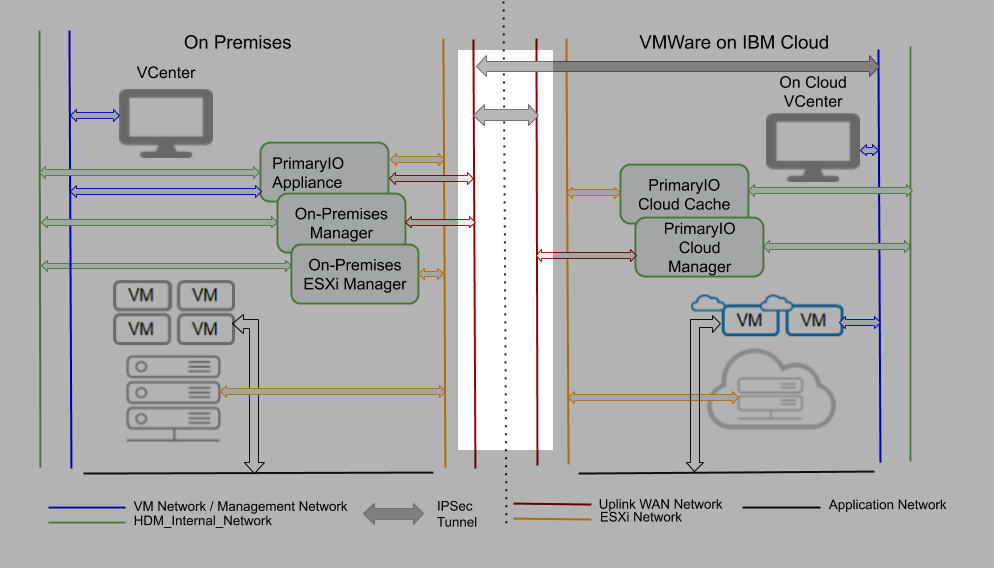 On Premises
VMWare on IBM Cloud
VCenter
On Cloud
VCenter
PrimaryIO
Appliance
On-Premises
Manager
On-Premises
ESXi Manager
PrimaryIO
Cloud Cache
PrimaryIO
Cloud
Manager
VM VM
VM VM
VM VM
VM Network / Management Network
HDM_Internal_Network
IPSec
Tunnel
Uplink WAN Network
ESXi Network
Application Network